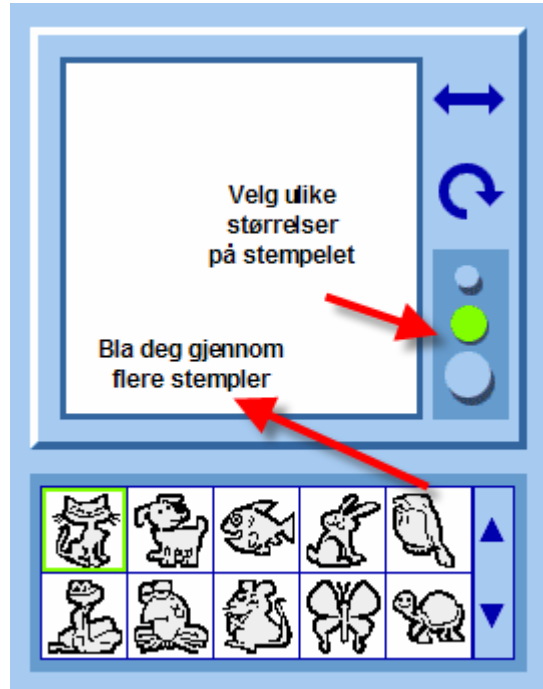 Velg ulike
størrelser
på stempelet
Bla deg gjennom
flere stempler